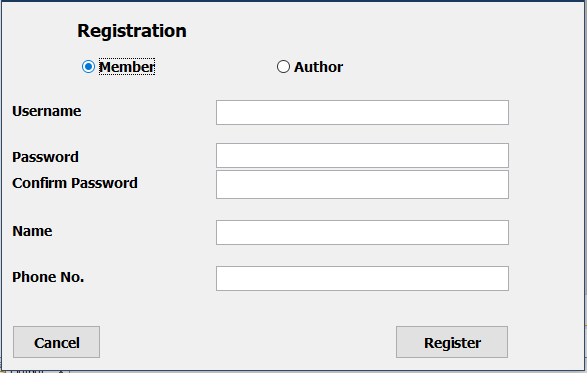 Registration
Member Author
Username
Password
Confirm Password
Name
Phone No.
Cancel Register